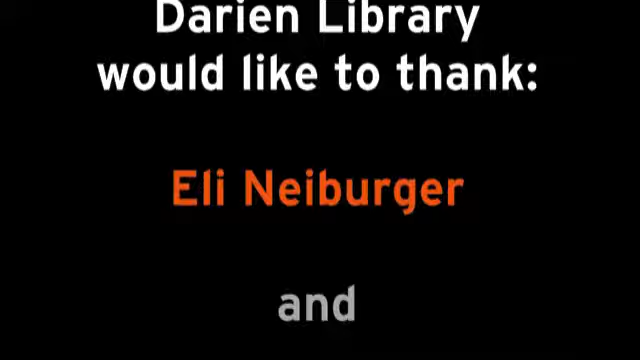 Darien Library
would like to thank:
Eli Neiburger
and